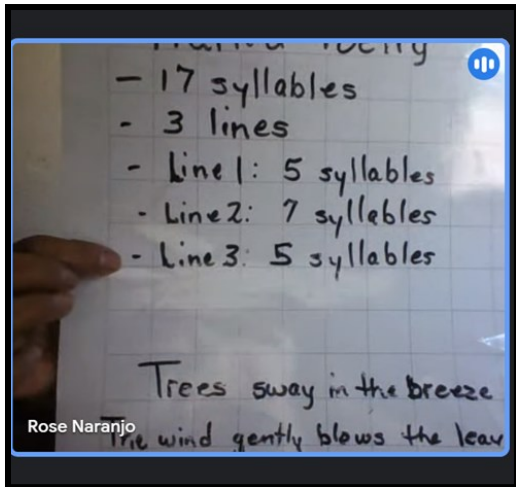 - 17 syllables
- 3 lines
- Line 1: 5 syllables
- Line 2: 7 syllables
- Line 3: 5 syllables
Trees sway in the breeze
Rose Naranjo
The wind gently blows the leav